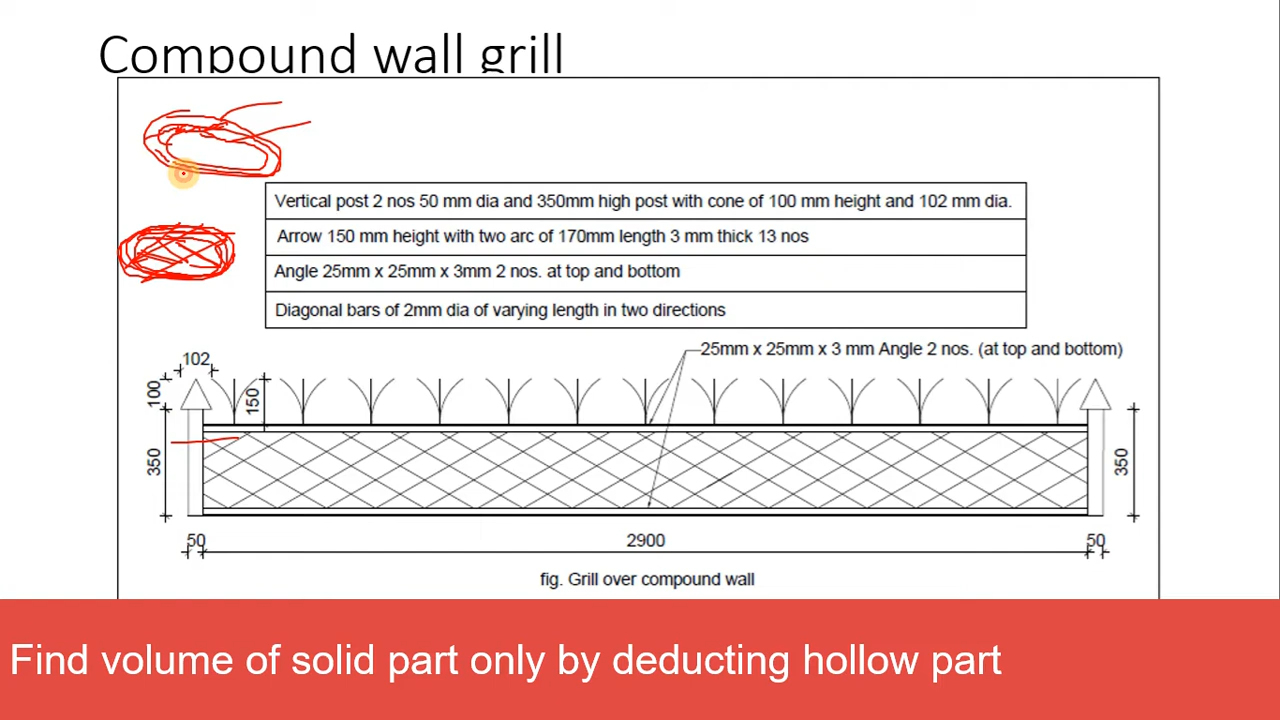 Compound wall grill
Vertical post 2 nos 50 mm dia and 350mm high post with cone of 100 mm height and 102 mm dia.
Arrow 150 mm height with two arc of 170mm length 3 mm thick 13 nos
Angle 25mm x 25mm x 3mm 2 nos. at top and bottom
Diagonal bars of 2mm dia of varying length in two directions
25mm x 25mm x 3 mm Angle 2 nos. (at top and bottom)
102
100
150
350
350
50
2900
50
fig. Grill over compound wall
Find volume of solid part only by deducting hollow part